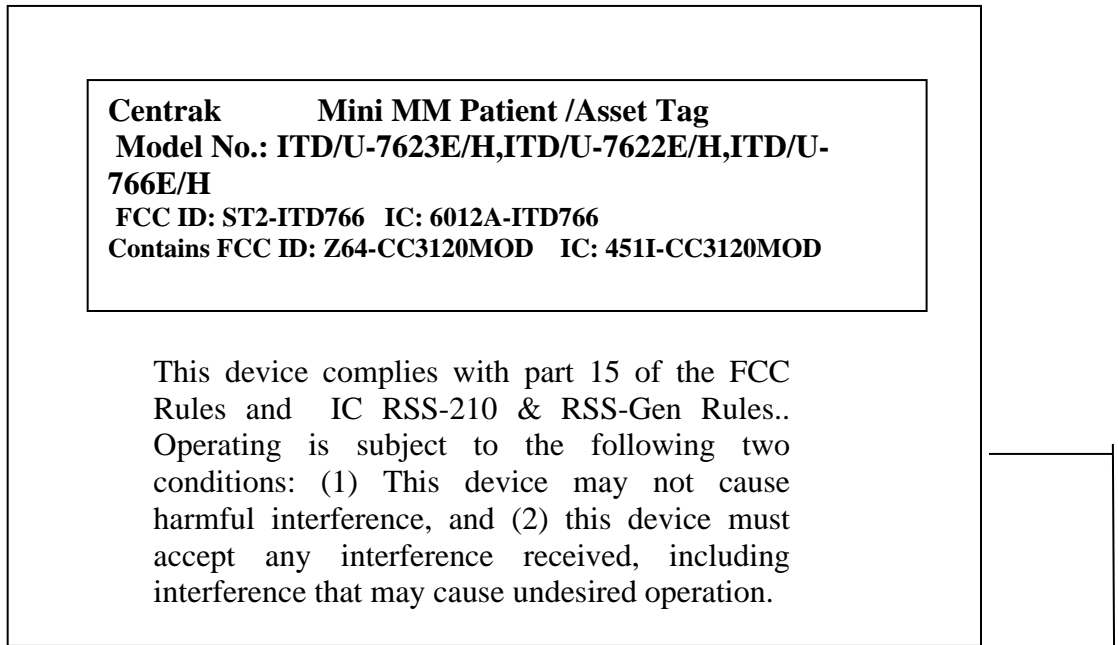 Centrak Mini MM Patient /Asset Tag
Model No.: ITD/U-7623E/H,ITD/U-
766E/H
FCC ID: ST2-ITD766 IC: 6012A-ITD766
Contains FCC ID: Z64-CC3120MOD IC: 451I-CC3120MOD
This device complies with part 15 of the FCC
Rules and IC RSS-210 & RSS-Gen Rules..
Operating is subject to the following two
conditions: (1) This device may not cause
harmful interference, and (2) this device must
accept any interference received, including
interference that may cause undesired operation.